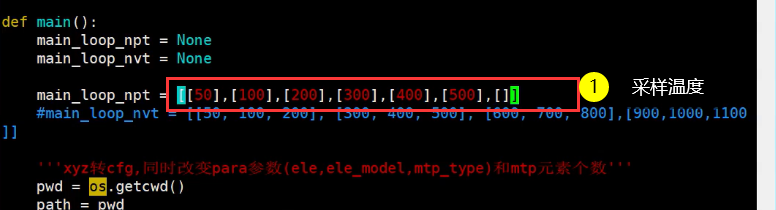 def main():
main_loop_npt = None
main_loop_nvt = None
main_loop_npt = [[50],[100],[200],[300],[400],[500],[]]
1 采样温度
#main_loop_nvt = [[50, 100, 200], [300, 400, 500], [600, 700, 800],[900,1000,1100
]]
'''xyz转cfg,同时改变para参数(ele,ele_model,mtp_type)和mtp元素个数'''
pwd = os.getcwd()
path = pwd